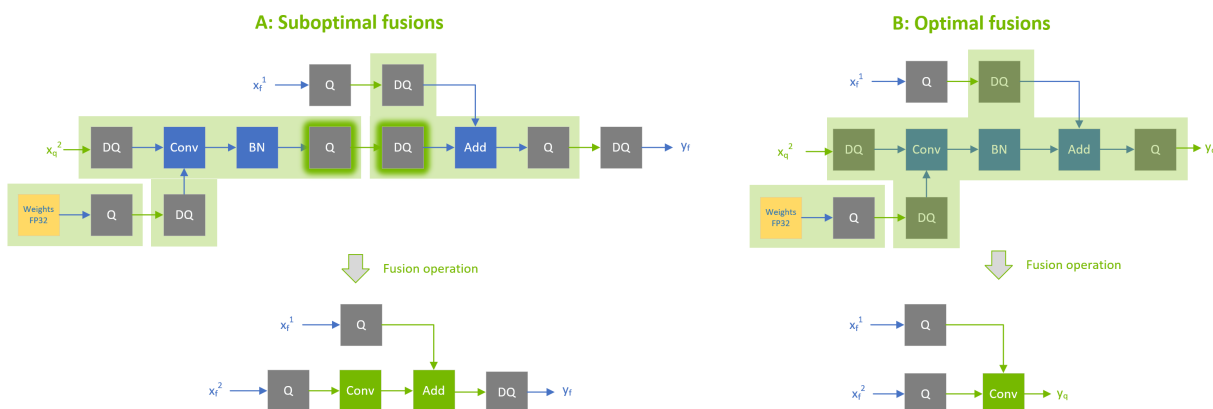 A: Suboptimal fusions
B: Optimal fusions
x_f^1
Q
DQ
x_q^2
DQ
Conv
BN
Q
DQ
Add
Q
DQ
y_f
Weights
FP32
Q
DQ
Fusion operation
x_f^1
Q
x_f^2
Q
Conv
Add
DQ
y_f
x_f^1
Q
DQ
x_q^2
DQ
Conv
BN
Add
Q
Weights
FP32
Q
DQ
Fusion operation
x_f^1
Q
x_f^2
Q
Conv
y_q